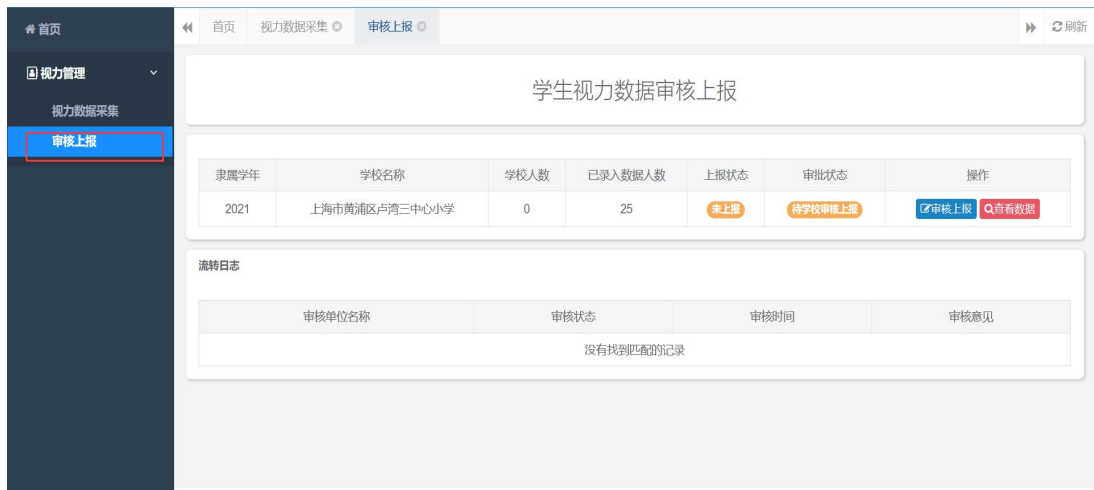 首页
视力管理
视力数据采集
审核上报
首页 视力数据采集 审核上报 刷新
学生视力数据审核上报
隶属学年 学校名称 学校人数 已录入数据人数 上报状态 审批状态 操作
2021 上海市黄浦区卢湾三中心小学 0 25 未上报 待学校审核上报 审核上报 查看数据
流转日志
审核单位名称 审核状态 审核时间 审核意见
没有找到匹配的记录